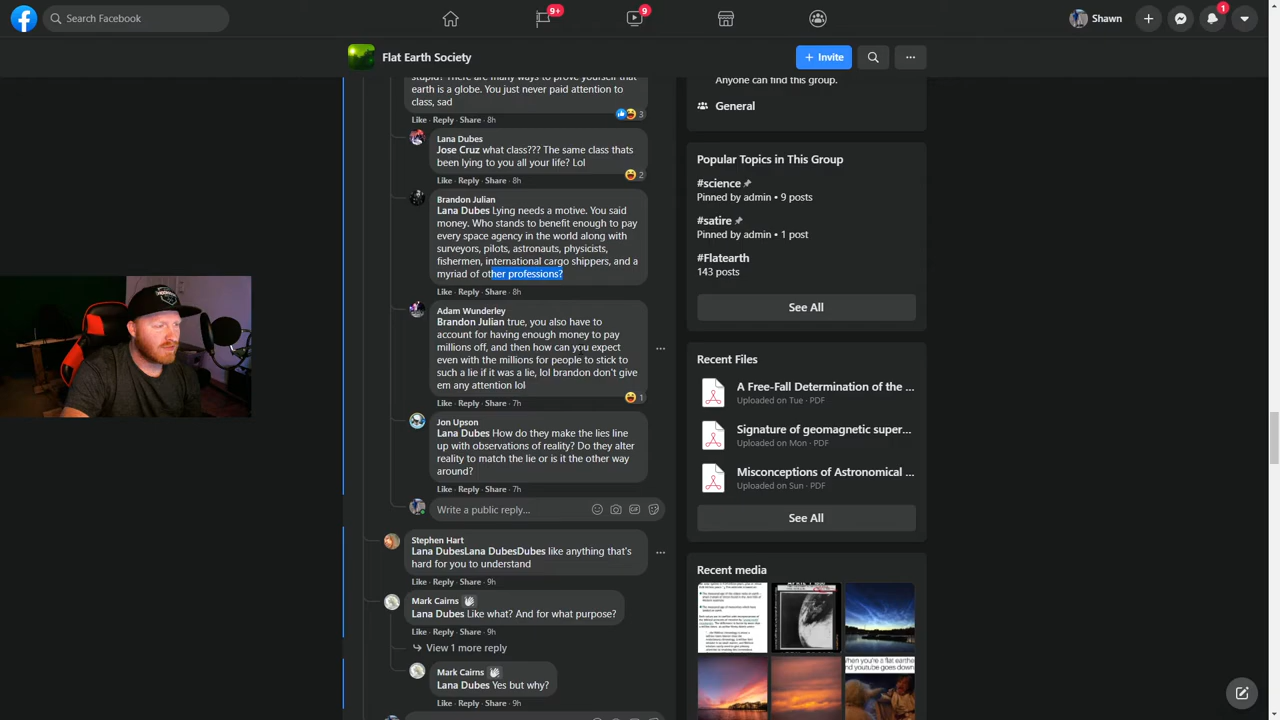 Search Facebook
9+
9
Shawn
1
Flat Earth Society
+ Invite
stupid? There are many ways to prove yourself that
earth is a globe. You just never paid attention to
class, sad
3
Like · Reply · Share · 8h
Lana Dubes
Jose Cruz what class??? The same class thats
been lying to you all your life? Lol
2
Like · Reply · Share · 8h
Brandon Julian
Lana Dubes Lying needs a motive. You said
money. Who stands to benefit enough to pay
every space agency in the world along with
surveyors, pilots, astronauts, physicists,
fishermen, international cargo shippers, and a
myriad of other professions?
Like · Reply · Share · 8h
Adam Wunderley
Brandon Julian true, you also have to
account for having enough money to pay
millions off, and then how can you expect
even with the millions for people to stick to
such a lie if it was a lie, lol brandon don't give
em any attention lol
1
Like · Reply · Share · 7h
Jon Upson
Lana Dubes How do they make the lies line
up with observations of reality? Do they alter
reality to match the lie or is it the other way
around?
Like · Reply · Share · 7h
Write a public reply...
Stephen Hart
Lana DubesLana DubesDubes like anything that's
hard for you to understand
Like · Reply · Share · 9h
Mark Cairns
Lana Dubes Like what? And for what purpose?
Like · Reply · Share · 9h
View 1 more reply
Mark Cairns
Lana Dubes Yes but why?
Like · Reply · Share · 9h
Anyone can find this group.
General
Popular Topics in This Group
#science
Pinned by admin • 9 posts
#satire
Pinned by admin • 1 post
#Flatearth
143 posts
See All
Recent Files
A Free-Fall Determination of the ...
Uploaded on Tue · PDF
Signature of geomagnetic super...
Uploaded on Mon · PDF
Misconceptions of Astronomical ...
Uploaded on Sun · PDF
See All
Recent media
When you're a flat earther
and youtube goes down